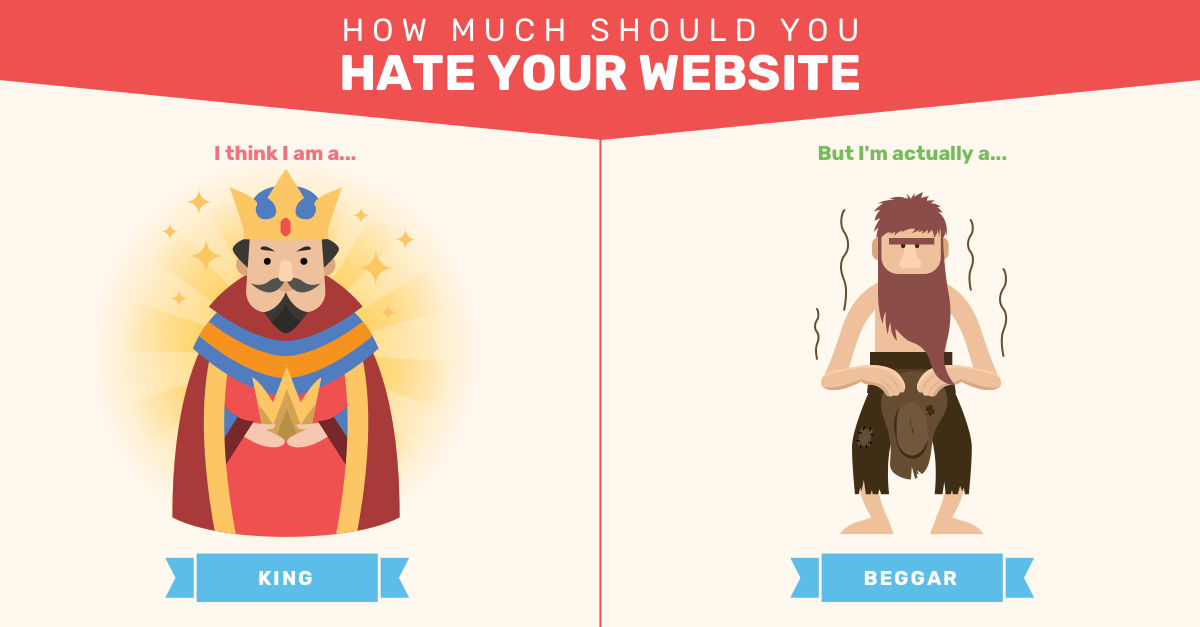 HOW MUCH SHOULD YOU
HATE YOUR WEBSITE
I think I am a...
KING
But I'm actually a...
BEGGAR